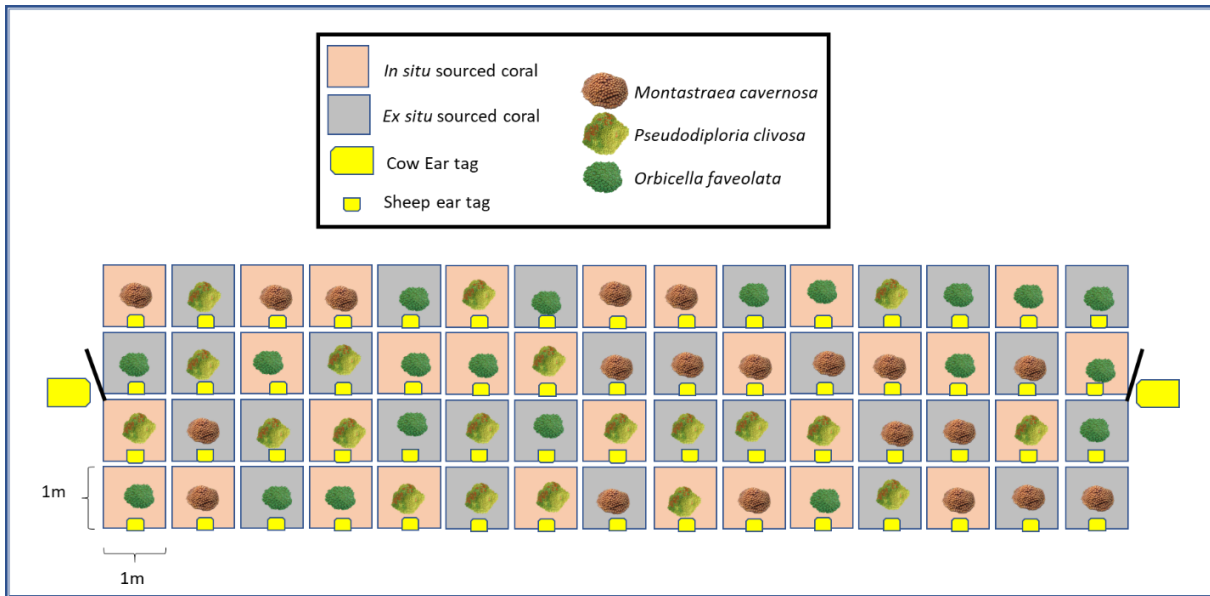 In situ sourced coral
Ex situ sourced coral
Cow Ear tag
Sheep ear tag
Montastraea cavernosa
Pseudodiploria clivosa
Orbicella faveolata
1m
1m